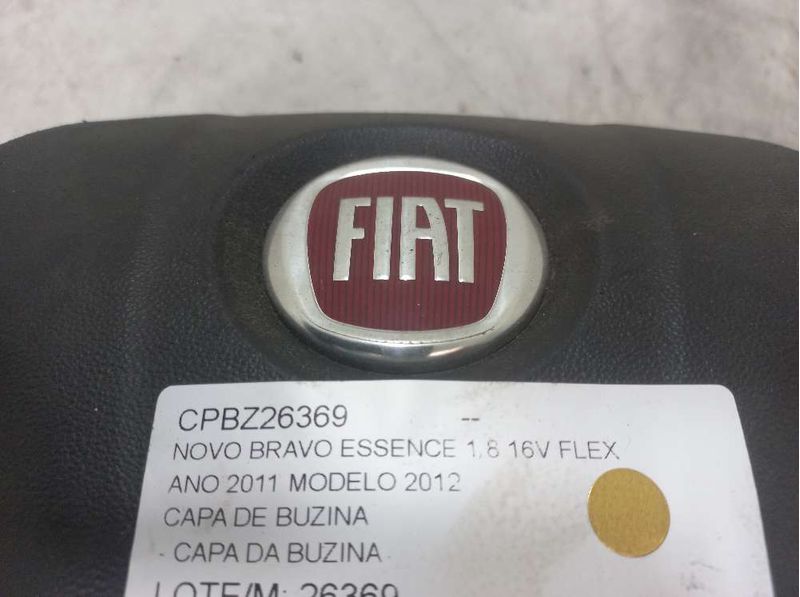 FIAT
CPBZ26369 --
NOVO BRAVO ESSENCE 1,8 16V FLEX
ANO 2011 MODELO 2012
CAPA DE BUZINA
- CAPA DA BUZINA
LOTE/M: 26369